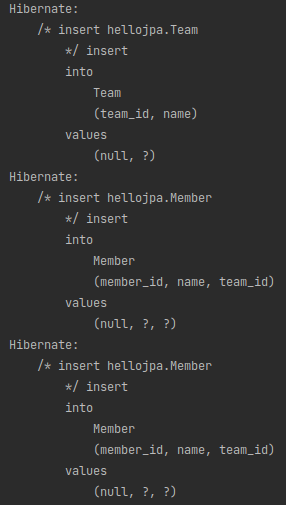 Hibernate:
    /* insert hellojpa.Team
        */ insert
        into
            Team
            (team_id, name)
        values
            (null, ?)
Hibernate:
    /* insert hellojpa.Member
        */ insert
        into
            Member
            (member_id, name, team_id)
        values
            (null, ?, ?)
Hibernate:
    /* insert hellojpa.Member
        */ insert
        into
            Member
            (member_id, name, team_id)
        values
            (null, ?, ?)